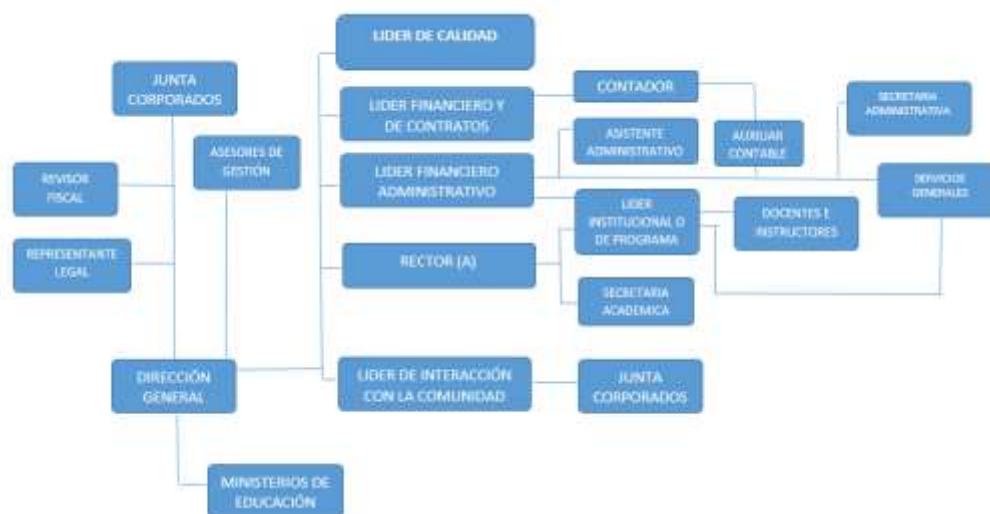 LIDER DE CALIDAD
JUNTA
CORPORADOS
LIDER FINANCIERO Y
DE CONTRATOS
CONTADOR
SECRETARIA
ADMINISTRATIVA
ASESORES DE
GESTIÓN
ASISTENTE
ADMINISTRATIVO
AUXILIAR
CONTABLE
REVISOR
FISCAL
LIDER FINANCIERO
ADMINISTRATIVO
SERVICIOS
GENERALES
LIDER
INSTITUCIONAL O
DE PROGRAMA
DOCENTES E
INSTRUCTORES
REPRESENTANTE
LEGAL
RECTOR (A)
SECRETARIA
ACADEMICA
DIRECCIÓN
GENERAL
LIDER DE INTERACCIÓN
CON LA COMUNIDAD
JUNTA
CORPORADOS
MINISTERIOS DE
EDUCACIÓN